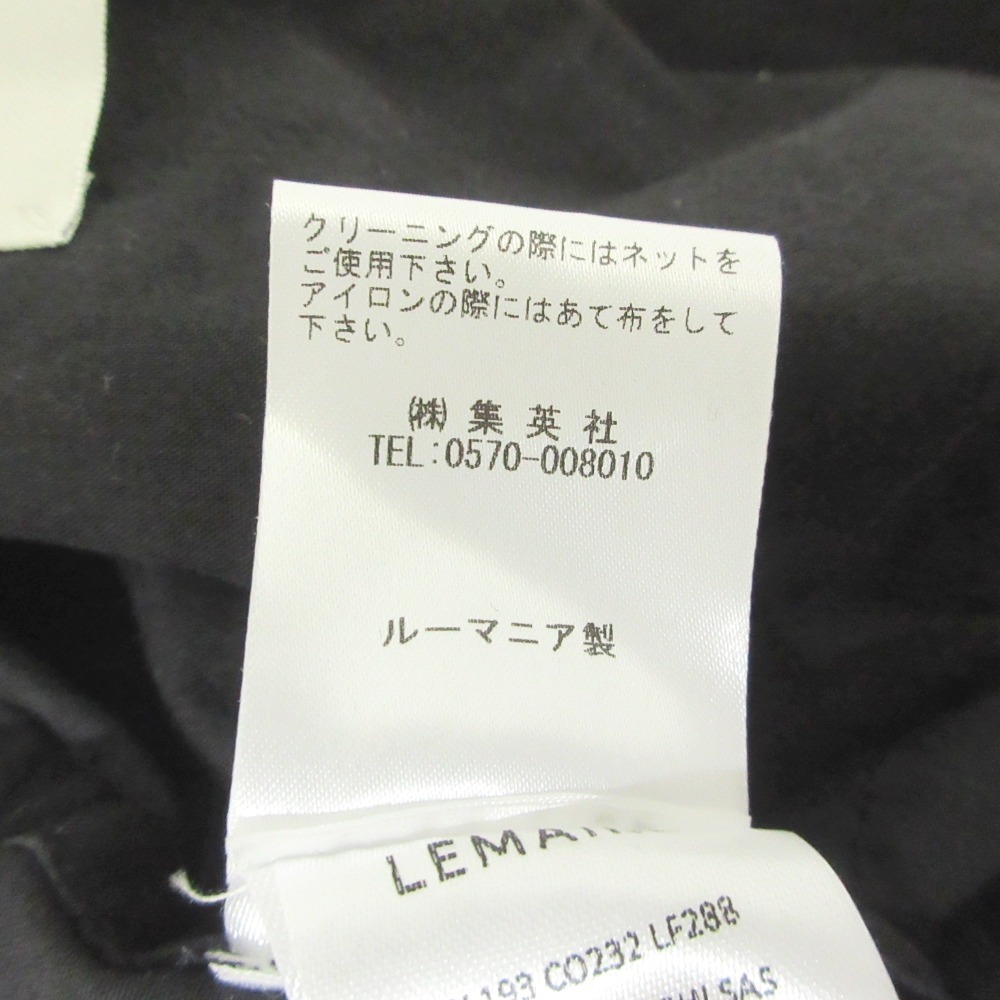 クリーニングの際にはネットを
ご使用下さい。
アイロンの際にはあて布をして
下さい。
㈱ 集英社
TEL:0570-008010
ルーマニア製
193 CO232 LF288
SAS